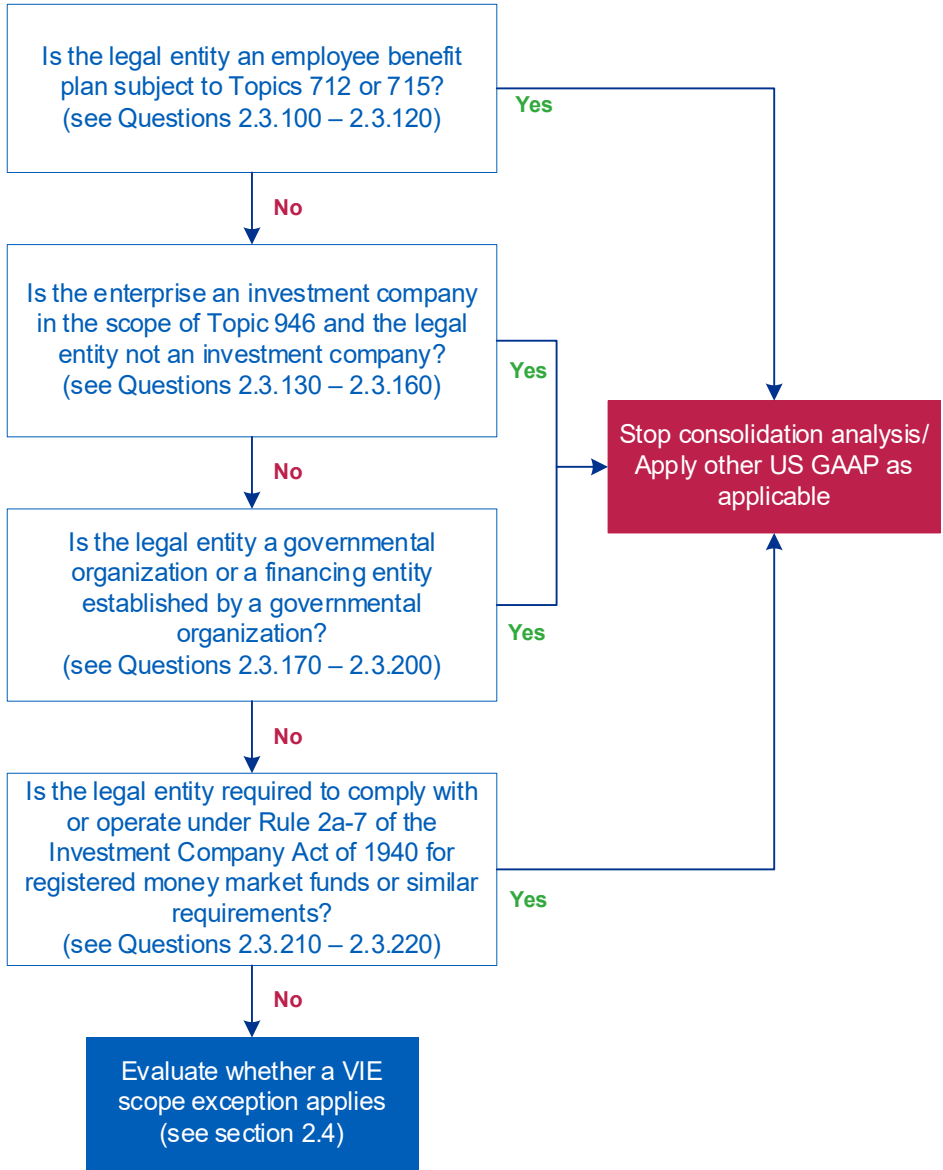 Is the legal entity an employee benefit
plan subject to Topics 712 or 715?
(see Questions 2.3.100 – 2.3.120)
Yes
No
Is the enterprise an investment company
in the scope of Topic 946 and the legal
entity not an investment company?
(see Questions 2.3.130 – 2.3.160)
Yes
Stop consolidation analysis/
Apply other US GAAP as
applicable
No
Is the legal entity a governmental
organization or a financing entity
established by a governmental
organization?
(see Questions 2.3.170 – 2.3.200)
Yes
No
Is the legal entity required to comply with
or operate under Rule 2a-7 of the
Investment Company Act of 1940 for
registered money market funds or similar
requirements?
(see Questions 2.3.210 – 2.3.220)
Yes
No
Evaluate whether a VIE
scope exception applies
(see section 2.4)